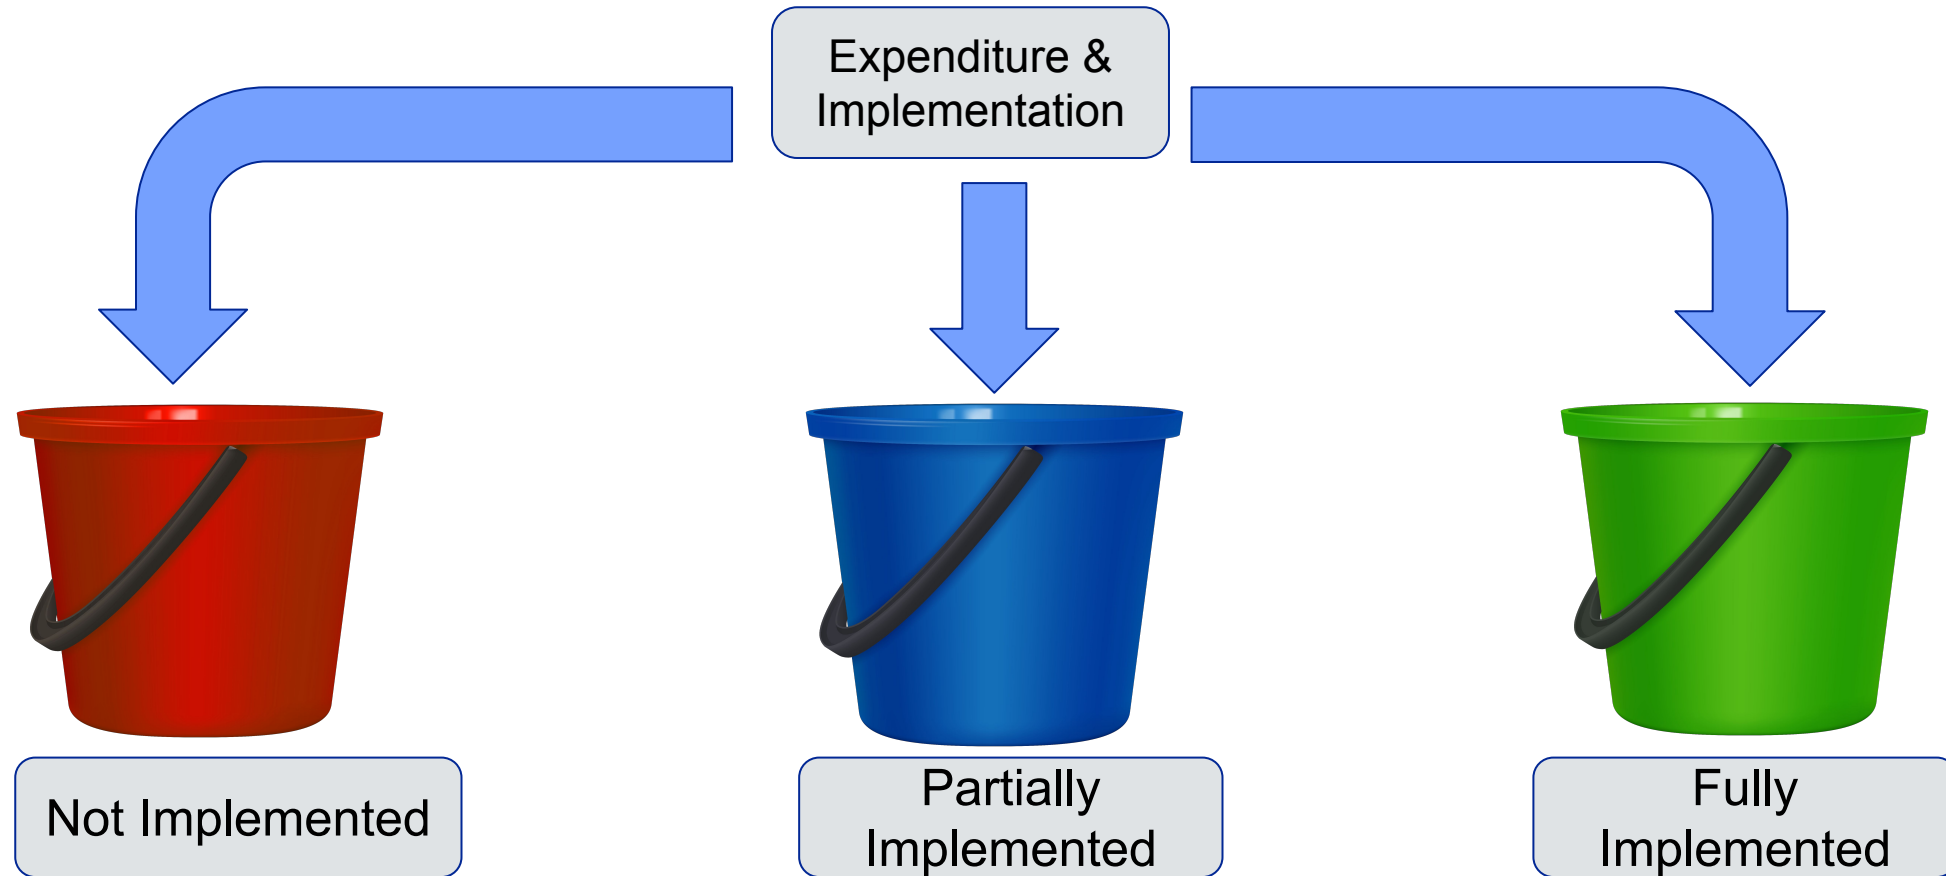 Expenditure &
Implementation
Not Implemented
Partially
Implemented
Fully
Implemented